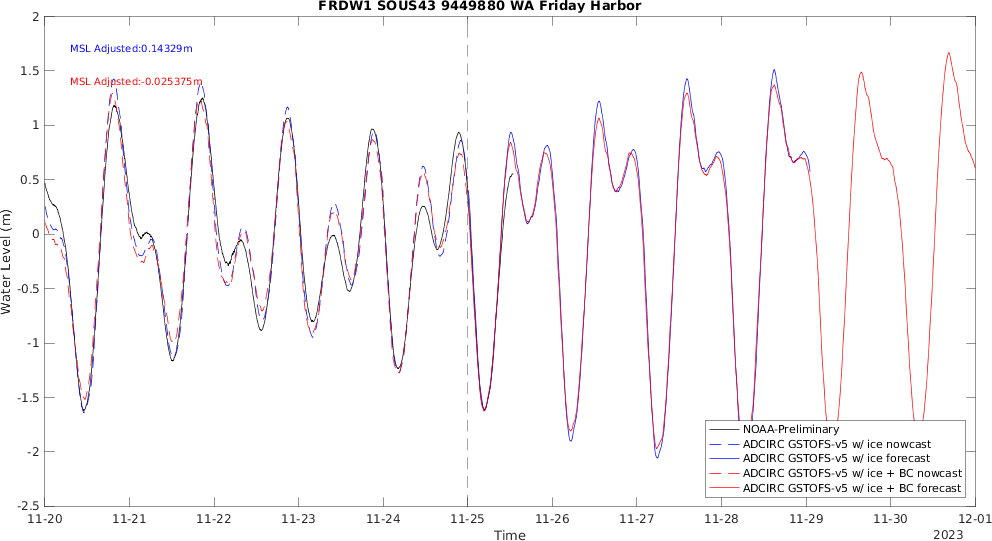 FRDW1 SOUS43 9449880 WA Friday Harbor
2
1.5
1
0.5
0
-0.5
-1
-1.5
-2
-2.5
Water Level (m)
MSL Adjusted:0.14329m
MSL Adjusted:-0.025375m
NOAA-Preliminary
ADCIRC GSTOFS-v5 w/ ice nowcast
ADCIRC GSTOFS-v5 w/ ice forecast
ADCIRC GSTOFS-v5 w/ ice + BC nowcast
ADCIRC GSTOFS-v5 w/ ice + BC forecast
11-20 11-21 11-22 11-23 11-24 11-25 11-26 11-27 11-28 11-29 11-30 12-01
Time
2023